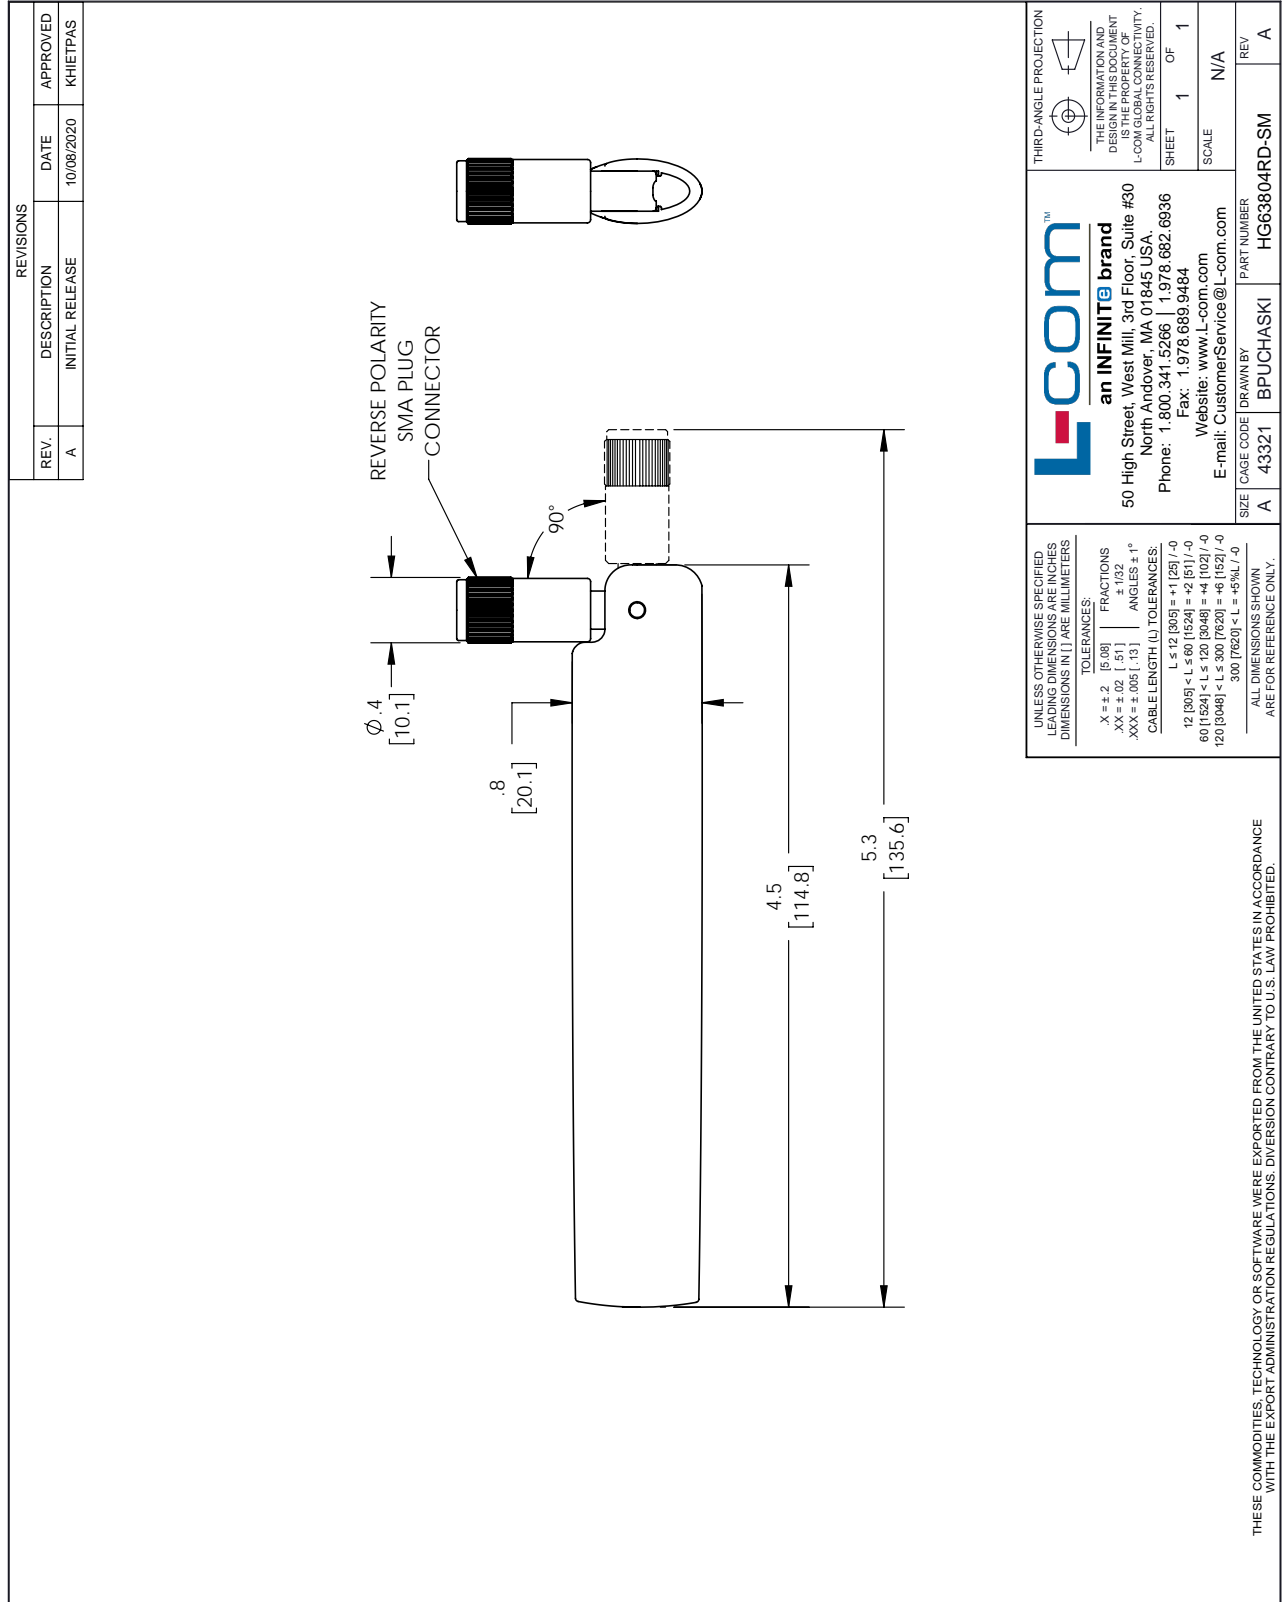 REVISIONS
REV. DESCRIPTION DATE APPROVED
A INITIAL RELEASE 10/08/2020 KHIETPAS
REVERSE POLARITY
SMA PLUG
CONNECTOR
90°
Ø.4
[10.1]
.8
[20.1]
4.5
[114.8]
5.3
[135.6]
UNLESS OTHERWISE SPECIFIED
LEADING DIMENSIONS ARE INCHES
DIMENSIONS IN [ ] ARE MILLIMETERS
TOLERANCES:
.X = ± .2 [5.08] FRACTIONS
.XX = ± .02 [ .51 ] ± 1/32
.XXX = ± .005 [ .13 ] ANGLES ± 1°
CABLE LENGTH (L) TOLERANCES:
L ≤ 12 [305] = +1 [25] / -0
12 [305] < L ≤ 60 [1524] = +2 [51] / -0
60 [1524] < L ≤ 120 [3048] = +4 [102] / -0
120 [3048] < L ≤ 300 [7620] = +6 [152] / -0
300 [7620] < L = +5%L / -0
ALL DIMENSIONS SHOWN
ARE FOR REFERENCE ONLY.
L-com™
an INFINITe brand
50 High Street, West Mill, 3rd Floor, Suite #30
North Andover, MA 01845 USA.
Phone: 1.800.341.5266 | 1.978.682.6936
Fax: 1.978.689.9484
Website: www.L-com.com
E-mail: CustomerService@L-com.com
THIRD-ANGLE PROJECTION
THE INFORMATION AND
DESIGN IN THIS DOCUMENT
IS THE PROPERTY OF
L-COM GLOBAL CONNECTIVITY.
ALL RIGHTS RESERVED.
SHEET 1 OF 1
SCALE N/A
SIZE CAGE CODE DRAWN BY PART NUMBER REV
A 43321 BPUCHASKI HG63804RD-SM A
THESE COMMODITIES, TECHNOLOGY OR SOFTWARE WERE EXPORTED FROM THE UNITED STATES IN ACCORDANCE
WITH THE EXPORT ADMINISTRATION REGULATIONS. DIVERSION CONTRARY TO U.S. LAW PROHIBITED.